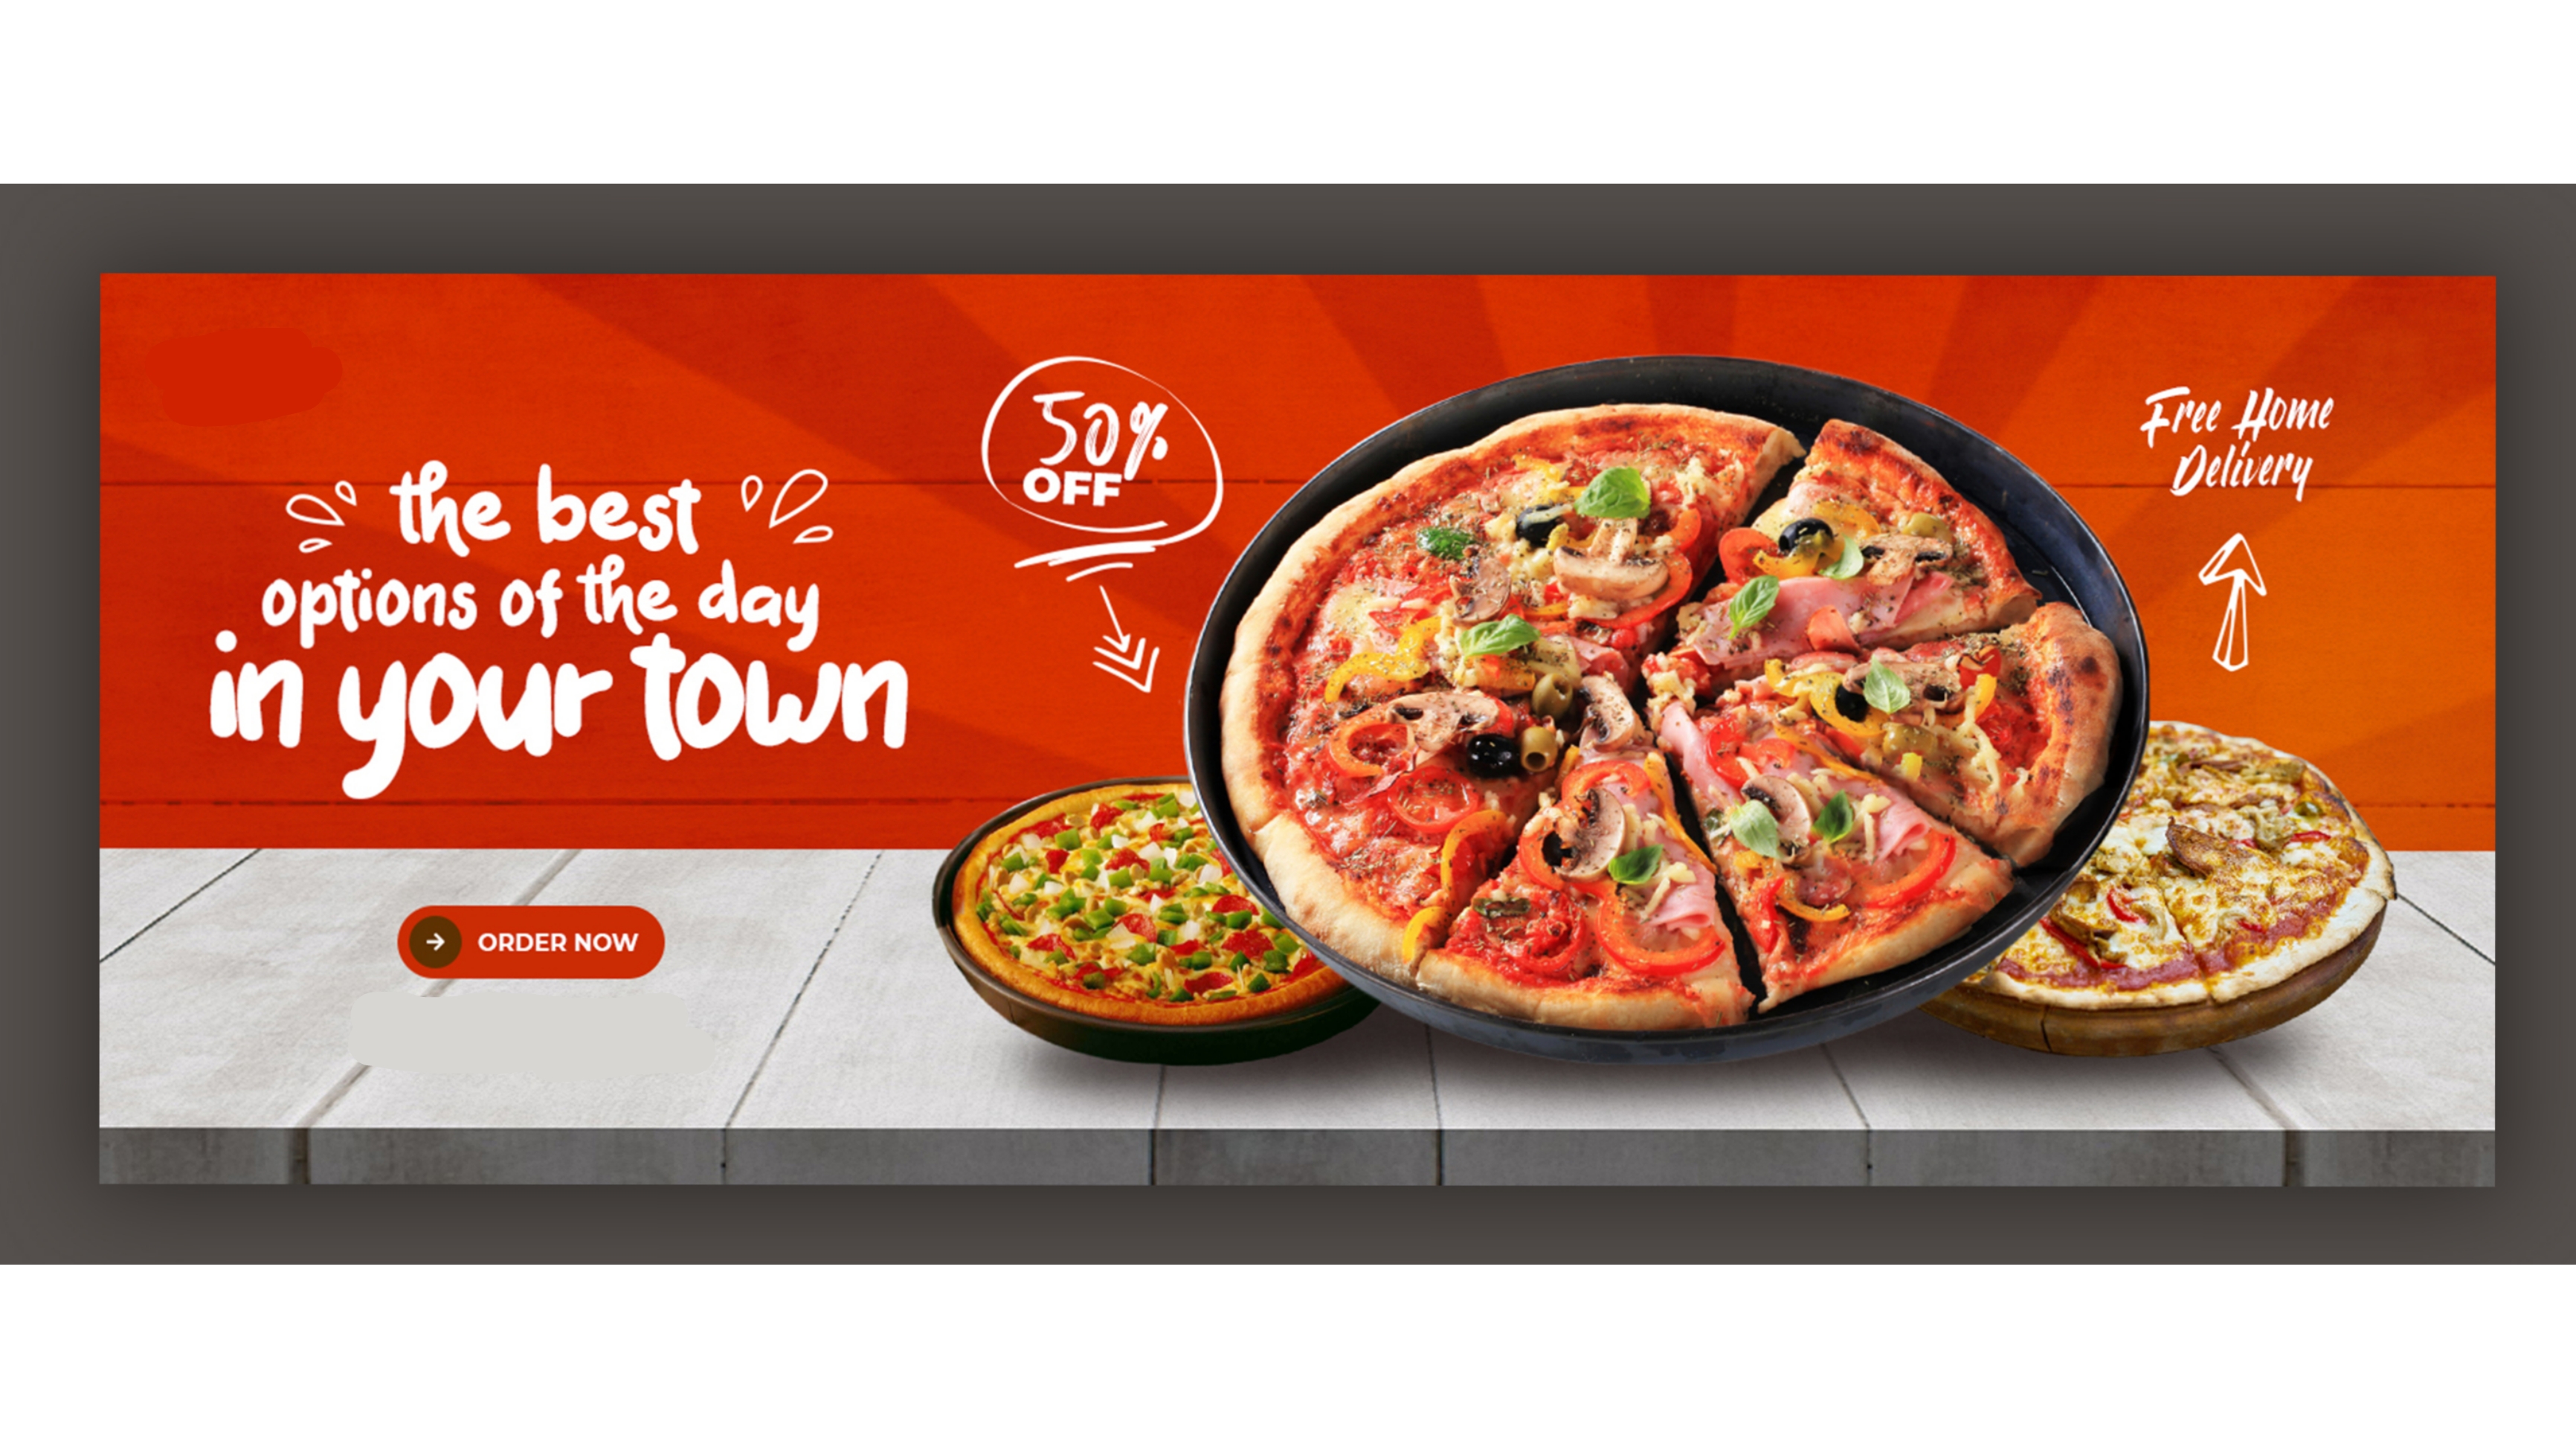 the best
options of the day
in your town
50%
OFF
Free Home
Delivery
ORDER NOW